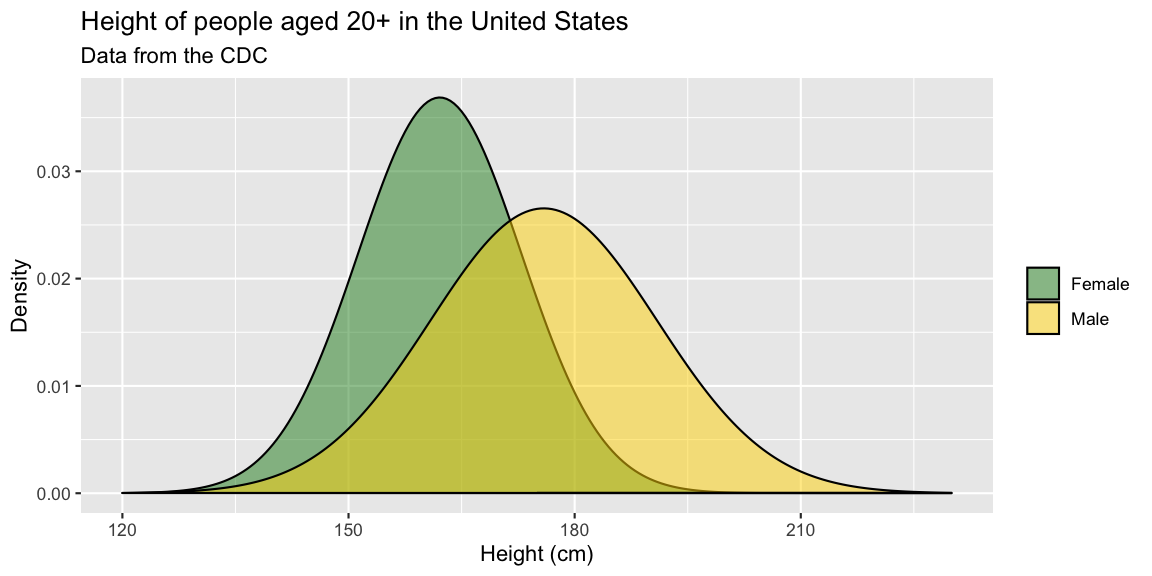 Height of people aged 20+ in the United States
Data from the CDC
Density
0.03
0.02
0.01
0.00
120 150 180 210
Height (cm)
Female
Male